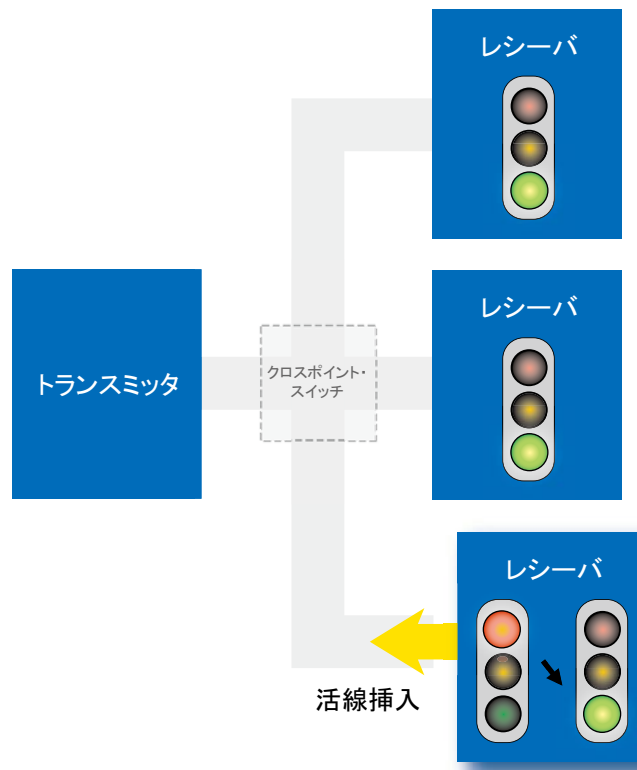 レシーバ
レシーバ
トランスミッタ
クロスポイント・
スイッチ
レシーバ
活線挿入